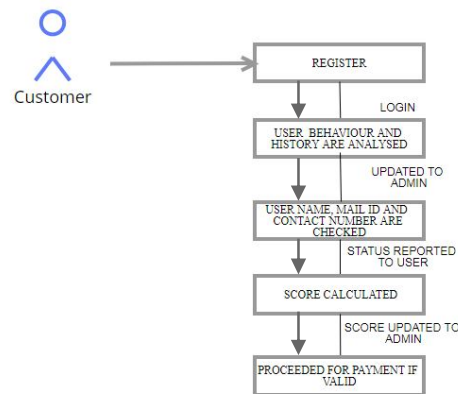 Customer
REGISTER
LOGIN
USER BEHAVIOUR AND
HISTORY ARE ANALYSED
UPDATED TO
ADMIN
USER NAME, MAIL ID AND
CONTACT NUMBER ARE
CHECKED
STATUS REPORTED
TO USER
SCORE CALCULATED
SCORE UPDATED TO
ADMIN
PROCEEDED FOR PAYMENT IF
VALID